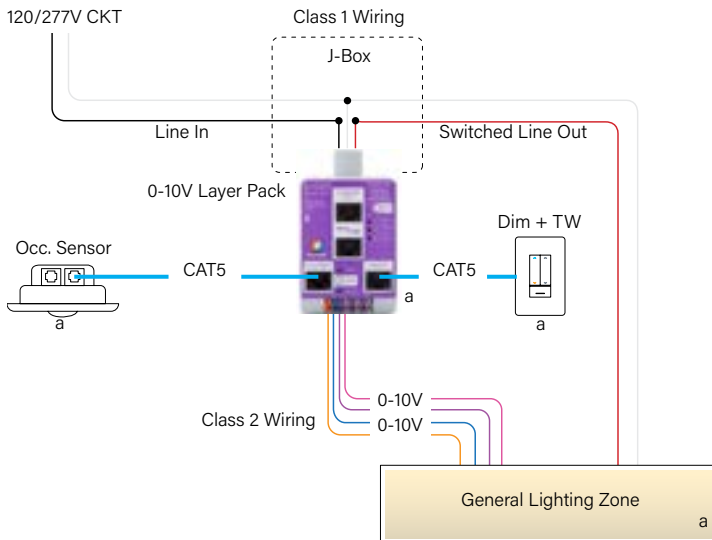 120/277V CKT
Class 1 Wiring
J-Box
Line In
Switched Line Out
0-10V Layer Pack
Dim + TW
Occ. Sensor
CAT5
CAT5
a
a
a
0-10V
Class 2 Wiring
0-10V
General Lighting Zone
a